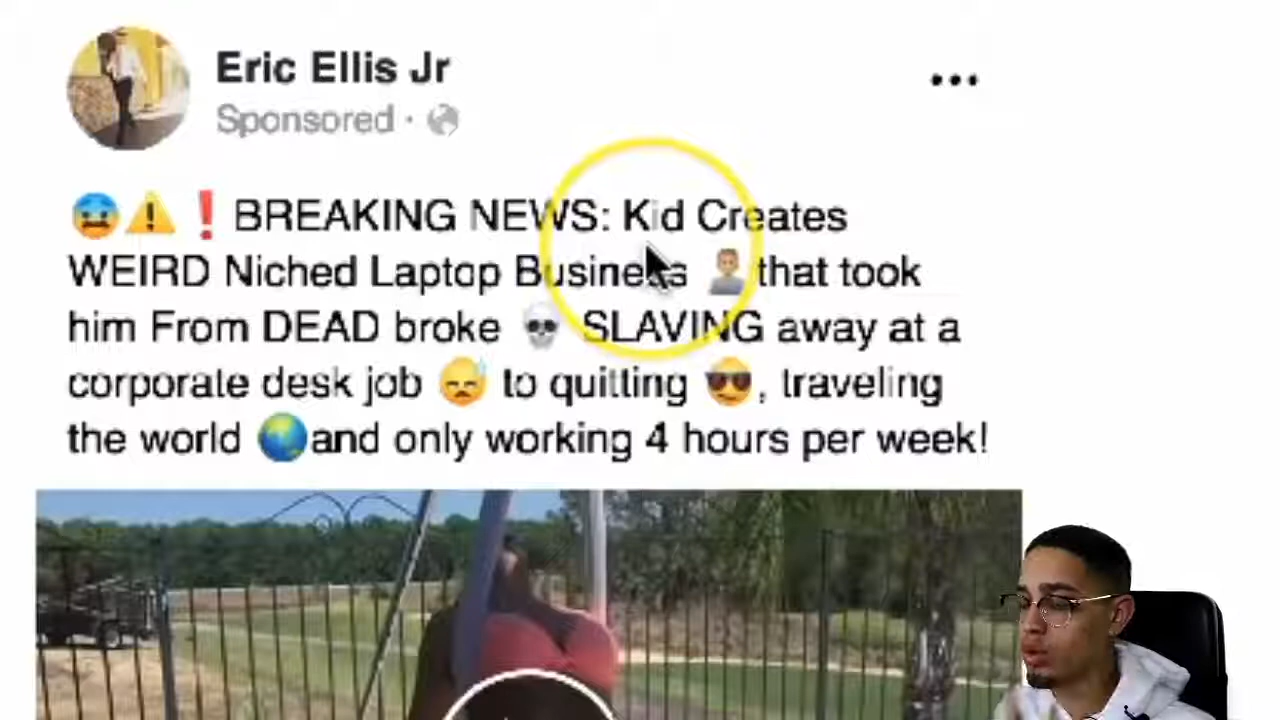 Eric Ellis Jr
Sponsored ·
😰⚠️❗BREAKING NEWS: Kid Creates
WEIRD Niched Laptop Business 🙍🏽‍♂️that took
him From DEAD broke 💀 SLAVING away at a
corporate desk job 😓 to quitting 😎, traveling
the world 🌏and only working 4 hours per week!